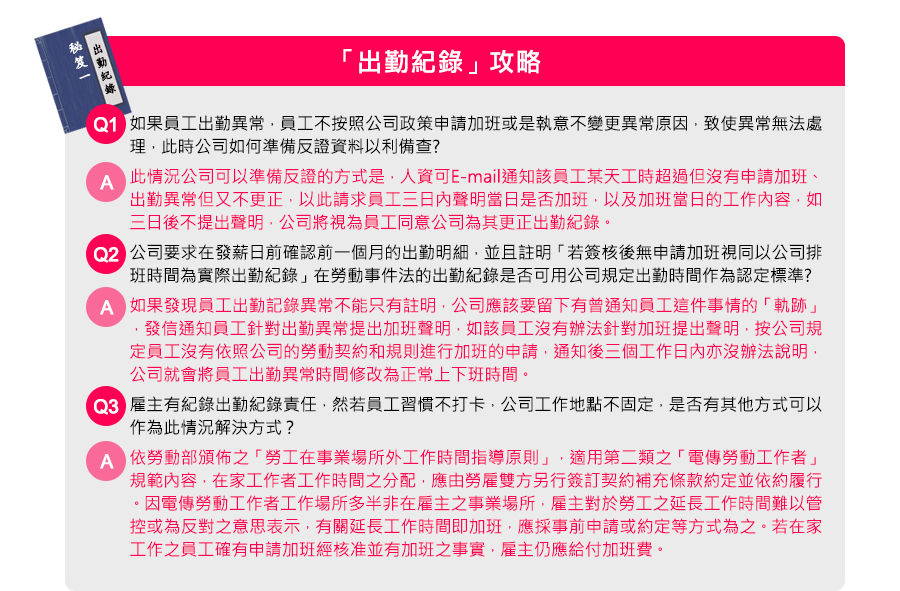 秘笈一
出勤紀錄
「出勤紀錄」攻略
Q1 如果員工出勤異常，員工不按照公司政策申請加班或是執意不變更異常原因，致使異常無法處
理，此時公司如何準備反證資料以利備查?
A 此情況公司可以準備反證的方式是，人資可E-mail通知該員工某天工時超過但沒有申請加班、
出勤異常但又不更正，以此請求員工三日內聲明當日是否加班，以及加班當日的工作內容，如
三日後不提出聲明，公司將視為員工同意公司為其更正出勤紀錄。
Q2 公司要求在發薪日前確認前一個月的出勤明細，並且註明「若簽核後無申請加班視同以公司排
班時間為實際出勤紀錄」在勞動事件法的出勤紀錄是否可用公司規定出勤時間作為認定標準?
A 如果發現員工出勤記錄異常不能只有註明，公司應該要留下有曾通知員工這件事情的「軌跡」
，發信通知員工針對出勤異常提出加班聲明，如該員工沒有辦法針對加班提出聲明，按公司規
定員工沒有依照公司的勞動契約和規則進行加班的申請，通知後三個工作日內亦沒辦法說明，
公司就會將員工出勤異常時間修改為正常上下班時間。
Q3 雇主有紀錄出勤紀錄責任，然若員工習慣不打卡，公司工作地點不固定，是否有其他方式可以
作為此情況解決方式？
A 依勞動部頒佈之「勞工在事業場所外工作時間指導原則」，適用第二類之「電傳勞動工作者」
規範內容，在家工作者工作時間之分配，應由勞雇雙方另行簽訂契約補充條款約定並依約履行
。因電傳勞動工作者工作場所多半非在雇主之事業場所，雇主對於勞工之延長工作時間難以管
控或為反對之意思表示，有關延長工作時間即加班，應採事前申請或約定等方式為之。若在家
工作之員工確有申請加班經核准並有加班之事實，雇主仍應給付加班費。